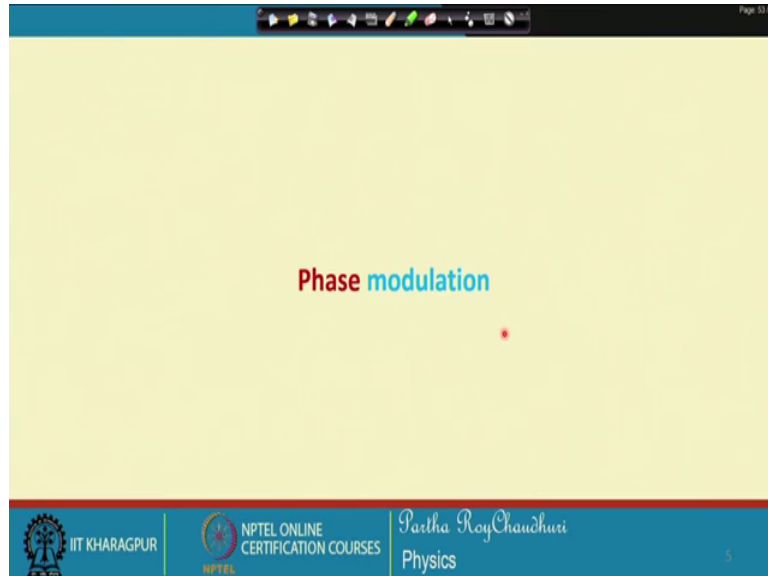 Page: 53
Phase modulation
IIT KHARAGPUR
NPTEL
NPTEL ONLINE
CERTIFICATION COURSES
Partha RoyChaudhuri
Physics
5